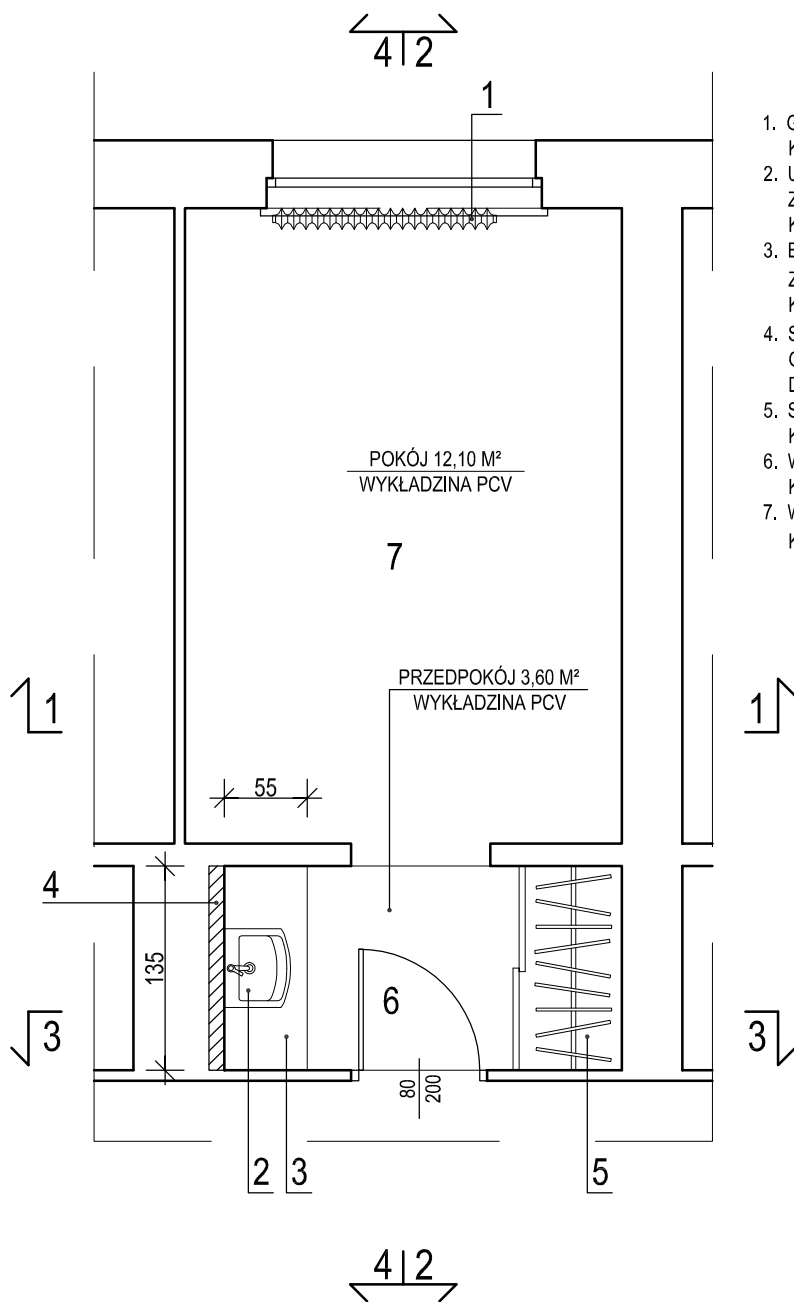 4 2
1
1. G
K
2. U
Z
K
3. B
Z
K
4. S
O
D
5. S
K
6. W
K
7. W
K
POKÓJ 12,10 M²
WYKŁADZINA PCV
7
PRZEDPOKÓJ 3,60 M²
WYKŁADZINA PCV
1
1
55
4
135
6
3
3
80
200
2
3
5
4 2